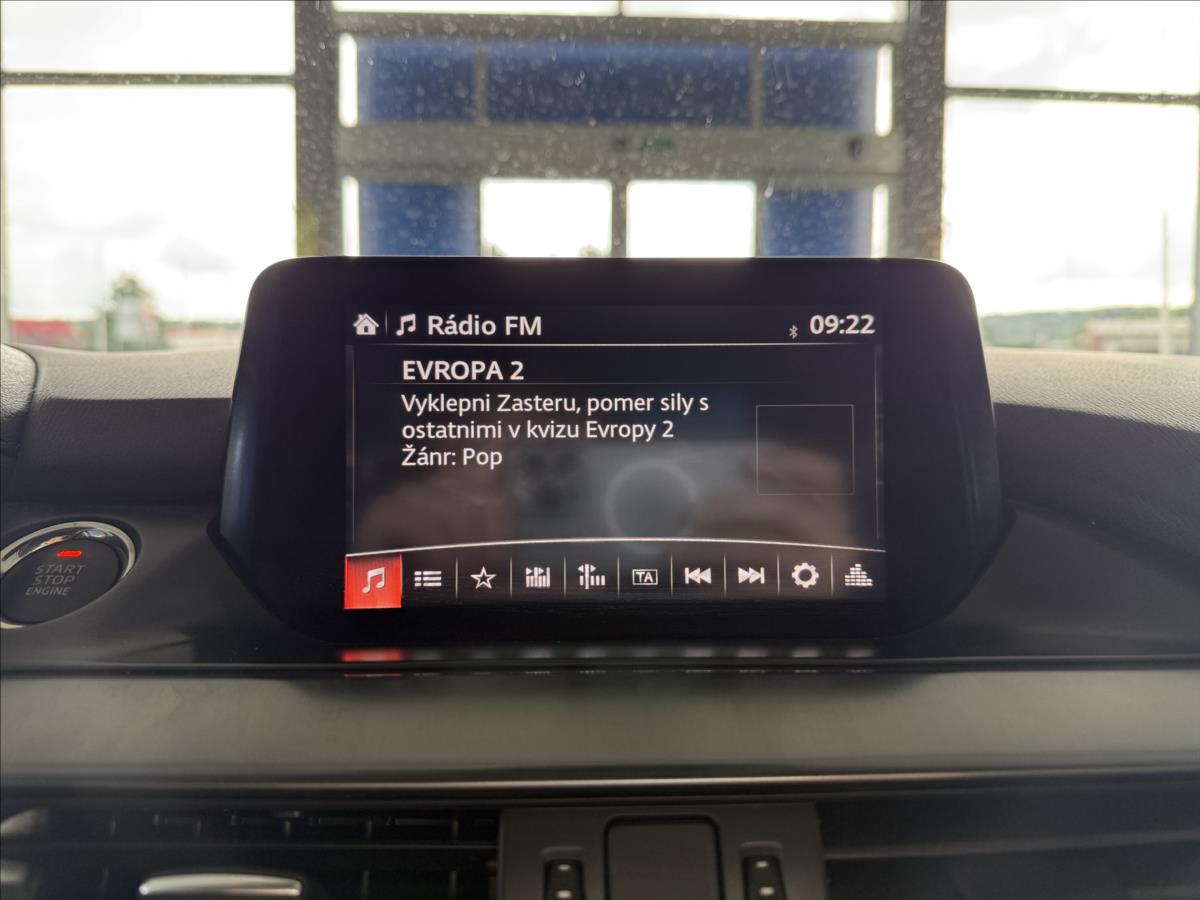 Rádio FM
09:22
EVROPA 2
Vyklepni Zasteru, pomer sily s
ostatnimi v kvizu Evropy 2
Žánr: Pop
TA
START
STOP
ENGINE